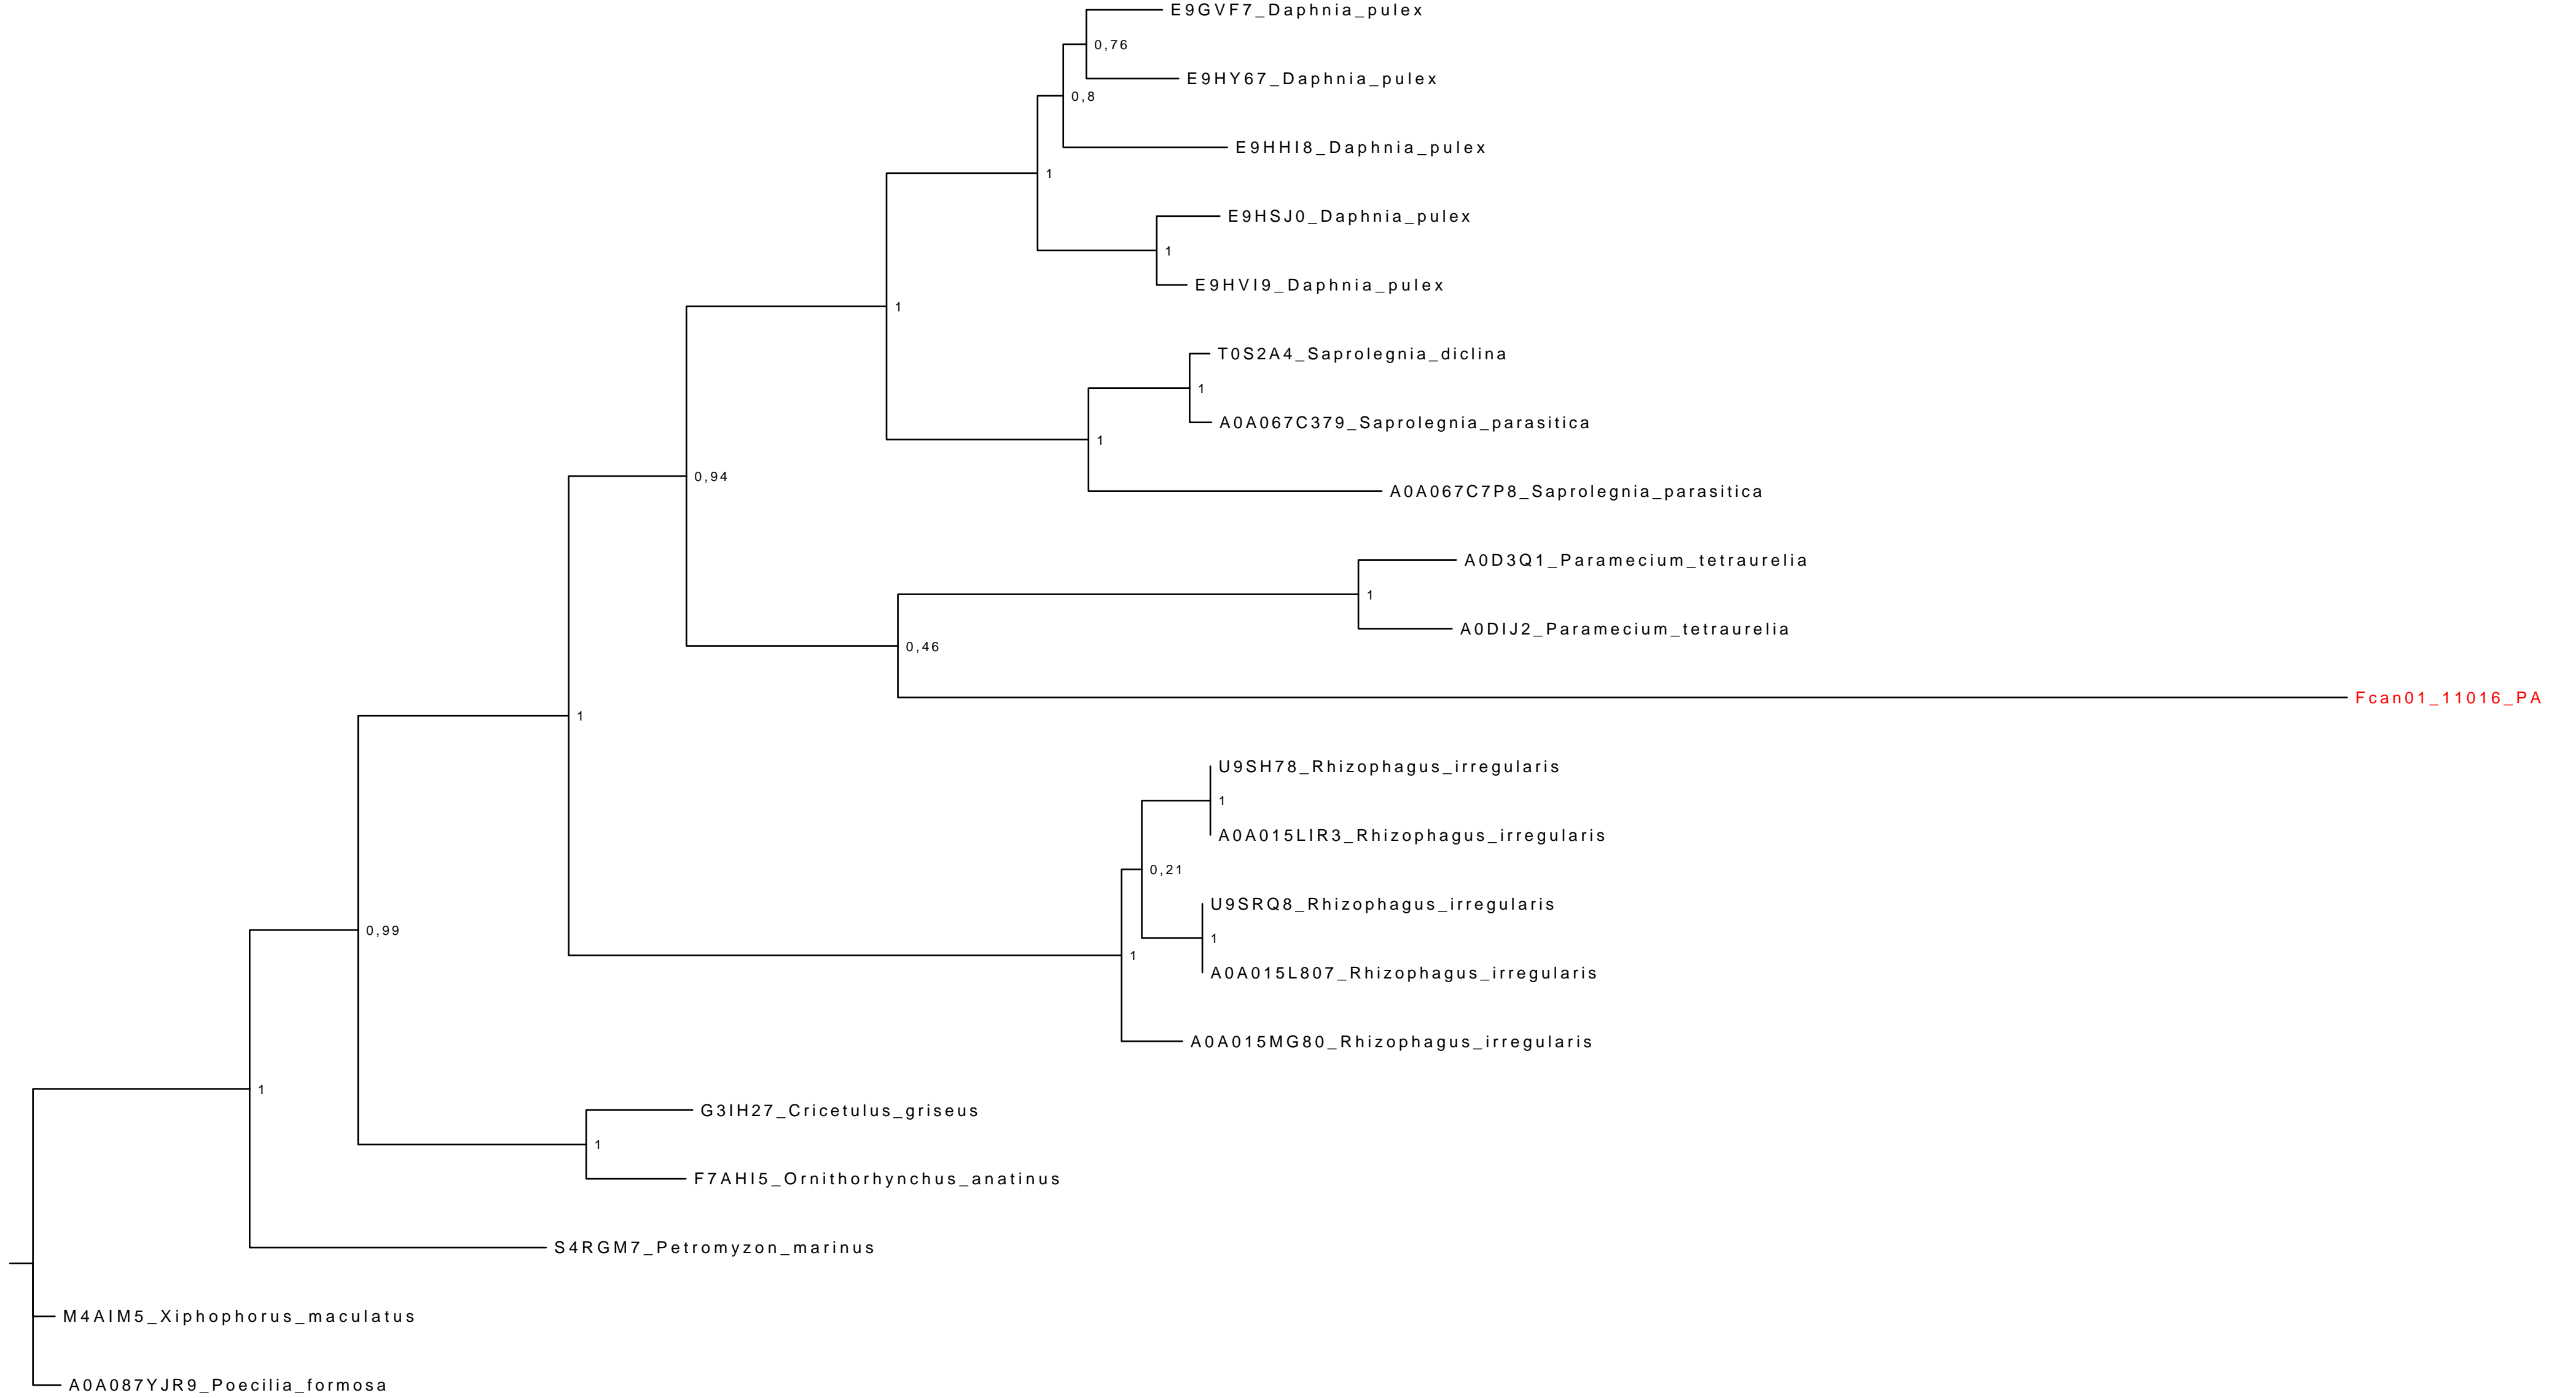 E9GVF7_Daphnia_pulex
0,76
E9HY67_Daphnia_pulex
0,8
E9HHI8_Daphnia_pulex
1
E9HSJ0_Daphnia_pulex
1
E9HVI9_Daphnia_pulex
1
T0S2A4_Saprolegnia_diclina
1
A0A067C379_Saprolegnia_parasitica
1
0,94
A0A067C7P8_Saprolegnia_parasitica
A0D3Q1_Paramecium_tetraurelia
1
A0DIJ2_Paramecium_tetraurelia
0,46
Fcan01_11016_PA
1
U9SH78_Rhizophagus_irregularis
1
A0A015LIR3_Rhizophagus_irregularis
0,21
U9SRQ8_Rhizophagus_irregularis
0,99
1
1
A0A015L807_Rhizophagus_irregularis
A0A015MG80_Rhizophagus_irregularis
1
G3IH27_Cricetulus_griseus
1
F7AHI5_Ornithorhynchus_anatinus
S4RGM7_Petromyzon_marinus
M4AIM5_Xiphophorus_maculatus
A0A087YJR9_Poecilia_formosa